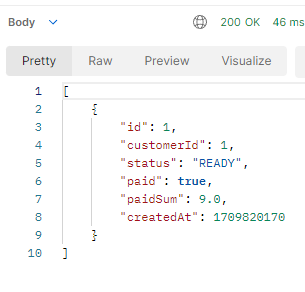 Body 200 OK 46 ms
Pretty Raw Preview Visualize
1 [
2 {
3 "id": 1,
4 "customerId": 1,
5 "status": "READY",
6 "paid": true,
7 "paidSum": 9.0,
8 "createdAt": 1709820170
9 }
10 ]